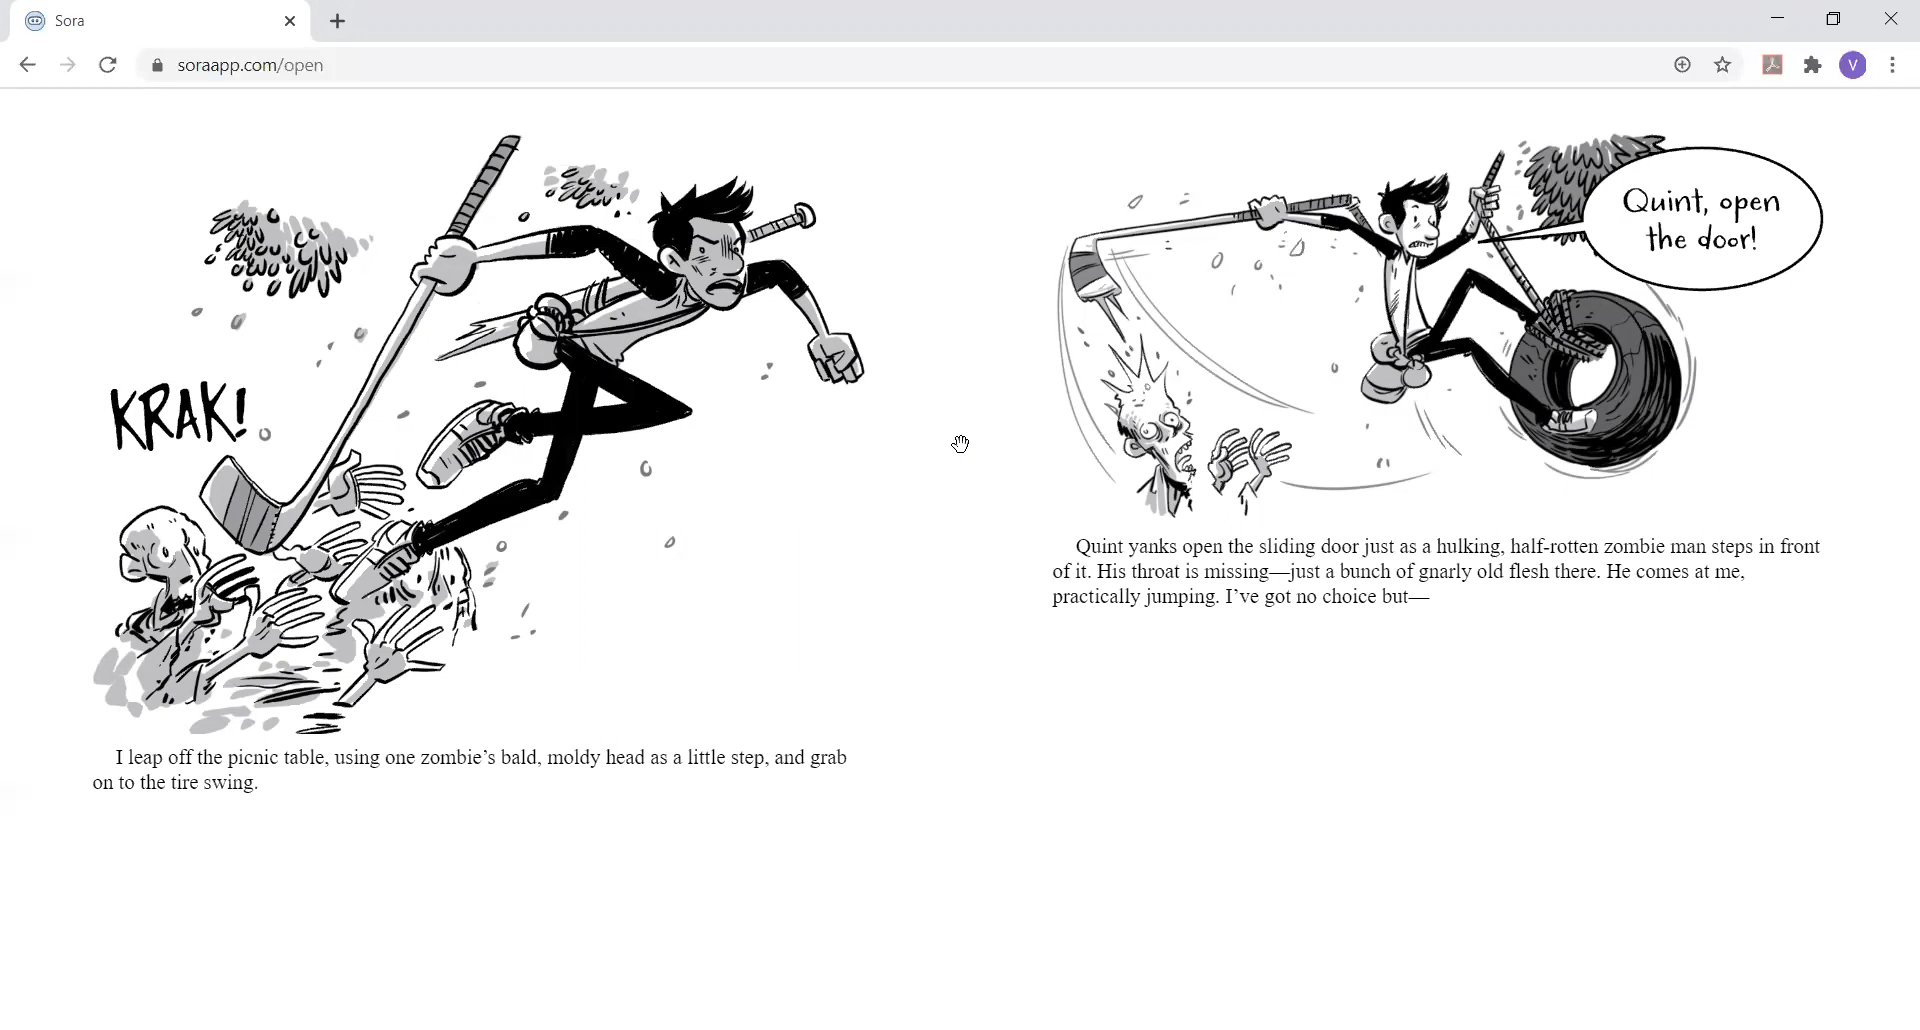 Sora
soraapp.com/open
V
KRAK!
I leap off the picnic table, using one zombie’s bald, moldy head as a little step, and grab
on to the tire swing.
Quint, open
the door!
Quint yanks open the sliding door just as a hulking, half-rotten zombie man steps in front
of it. His throat is missing—just a bunch of gnarly old flesh there. He comes at me,
practically jumping. I’ve got no choice but—